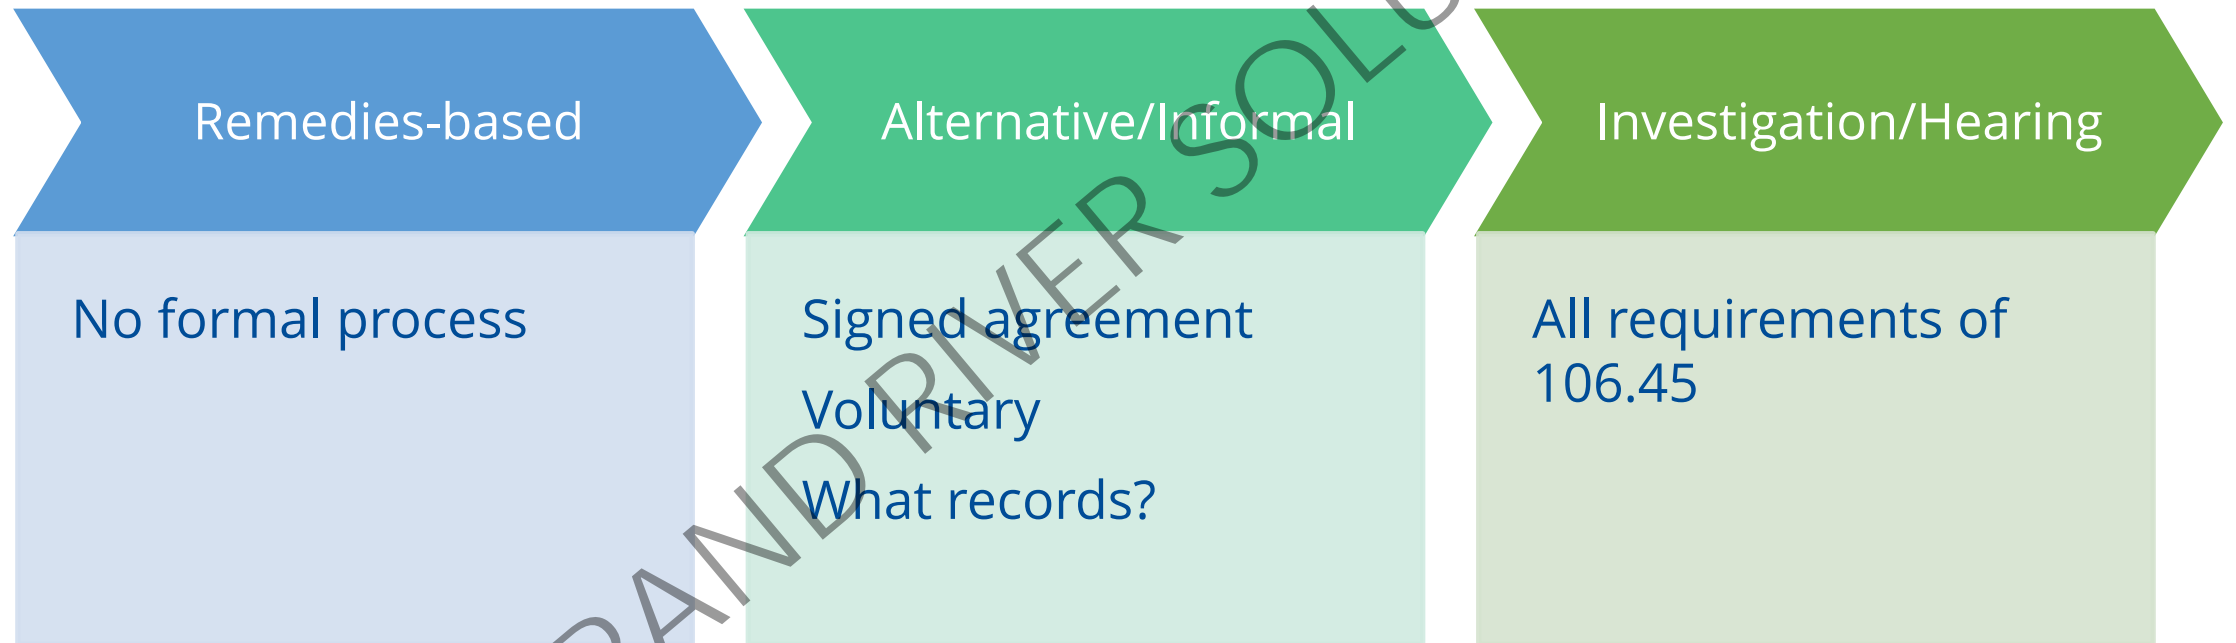 Remedies-based
Alternative/Informal
Investigation/Hearing
No formal process
Signed agreement
Voluntary
What records?
All requirements of
106.45
RAND RIVER SOLU